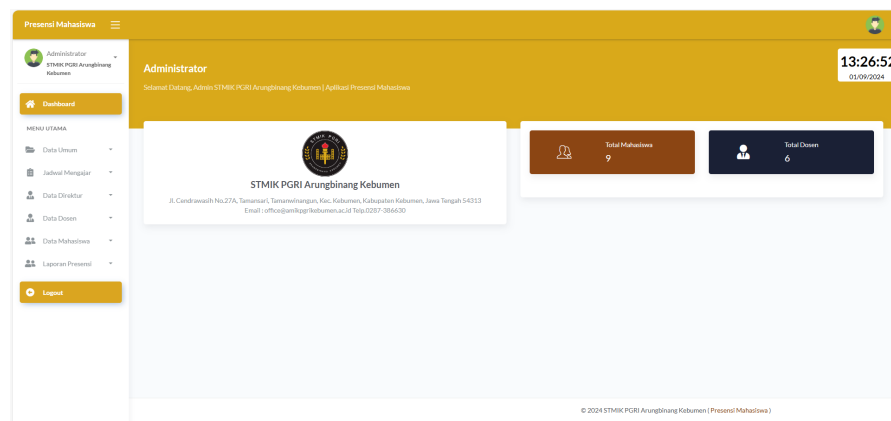 Presensi Mahasiswa
Administrator
STMIK PGRI Arungbinang
Kebumen
Dashboard
MENU UTAMA
Data Umum
Jadwal Mengajar
Data Direktur
Data Dosen
Data Mahasiswa
Laporan Presensi
Logout
Administrator
Selamat Datang, Admin STMIK PGRI Arungbinang Kebumen | Aplikasi Presensi Mahasiswa
13:26:52
01/09/2024
STMIK PGRI
STMIK PGRI Arungbinang Kebumen
Jl. Cendrawasih No.27A, Tamansari, Tamanwinangun, Kec. Kebumen, Kabupaten Kebumen, Jawa Tengah 54313
Email : office@amikpgrikebumen.ac.id Telp.0287-386630
Total Mahasiswa
9
Total Dosen
6
© 2024 STMIK PGRI Arungbinang Kebumen ( Presensi Mahasiswa )